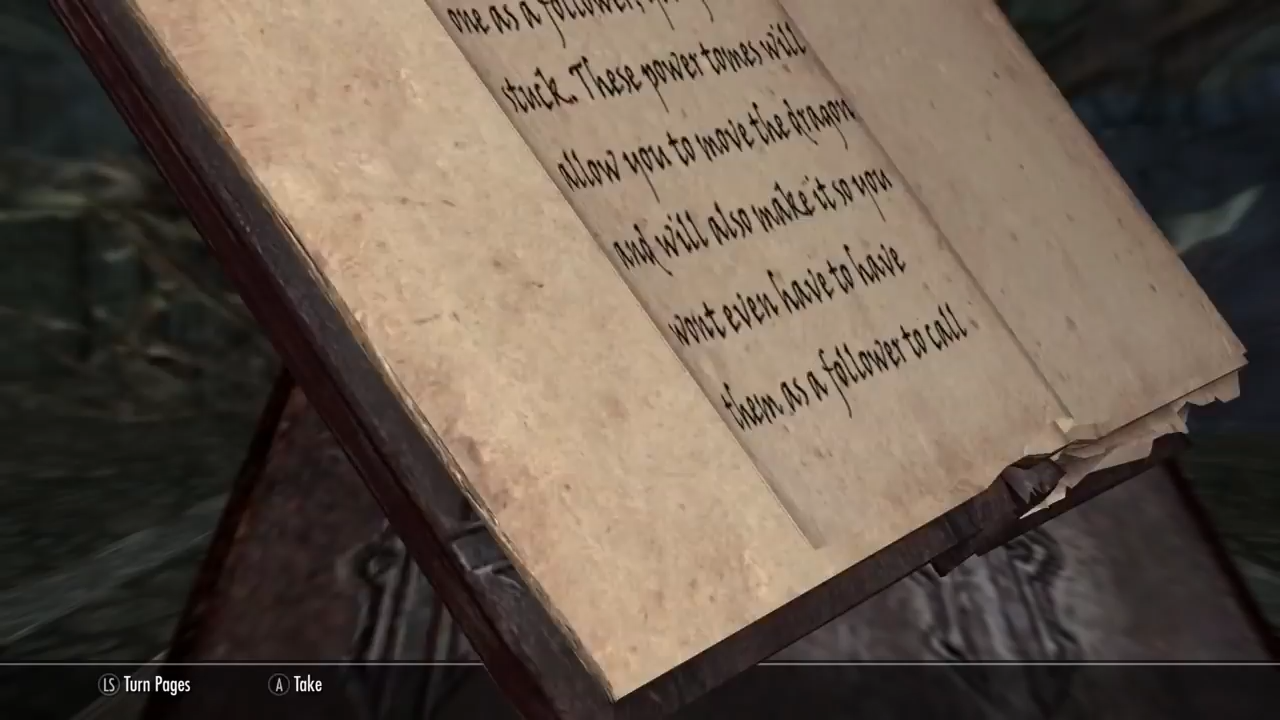 one as a follower,
stuck. These power tomes will
allow you to move the dragon
and will also make it so you
wont even have to have
them as a follower to call
LS Turn Pages
A Take